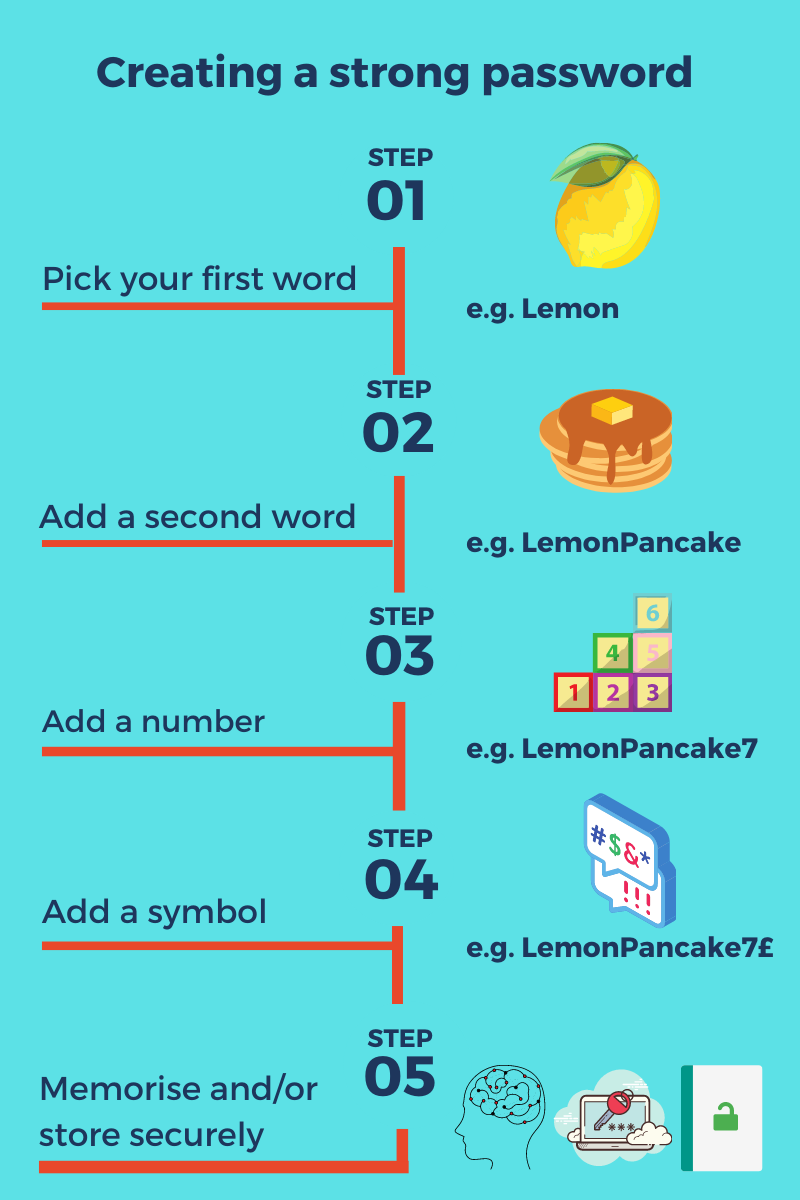 Creating a strong password
STEP
01
Pick your first word
e.g. Lemon
STEP
02
Add a second word
e.g. LemonPancake
STEP
03
6
4 5
1 2 3
Add a number
e.g. LemonPancake7
STEP
04
#$&*
!!!
Add a symbol
e.g. LemonPancake7£
STEP
05
Memorise and/or
store securely
***